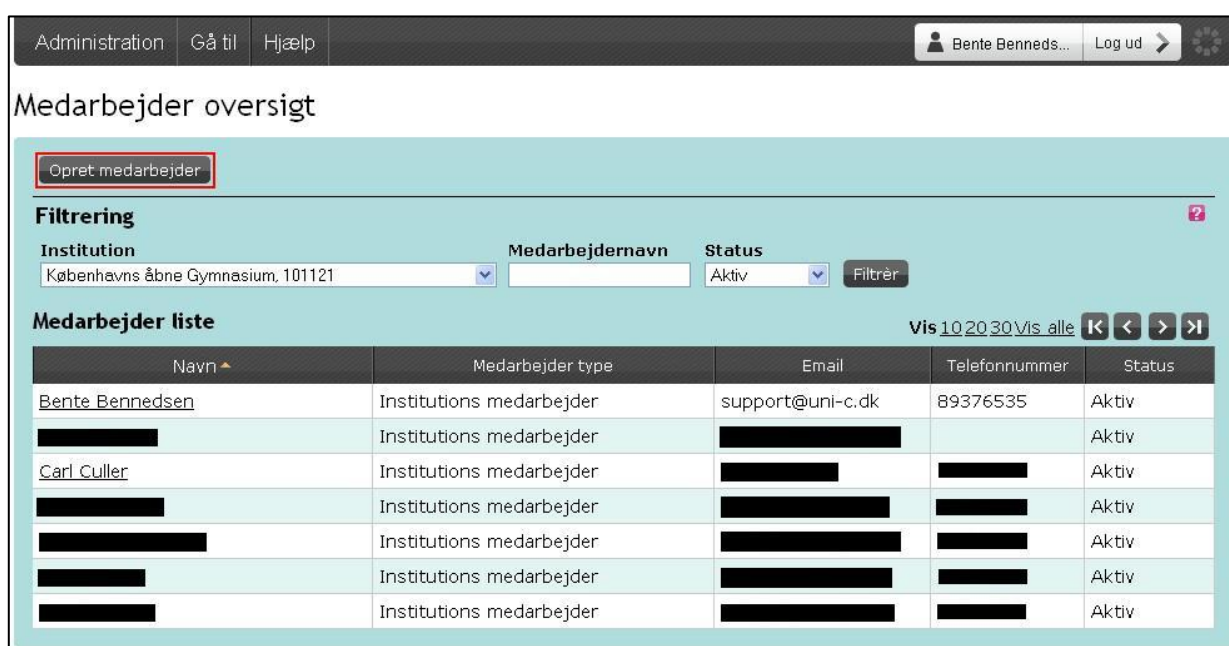 Administration Gå til Hjælp Bente Benneds... Log ud
Medarbejder oversigt
Opret medarbejder
Filtrering ?
Institution Medarbejdernavn Status
Københavns åbne Gymnasium, 101121 Aktiv Filtrèr
Medarbejder liste Vis 10 20 30 Vis alle
Navn Medarbejder type Email Telefonnummer Status
Bente Bennedsen Institutions medarbejder support@uni-c.dk 89376535 Aktiv
Institutions medarbejder Aktiv
Carl Culler Institutions medarbejder Aktiv
Institutions medarbejder Aktiv
Institutions medarbejder Aktiv
Institutions medarbejder Aktiv
Institutions medarbejder Aktiv